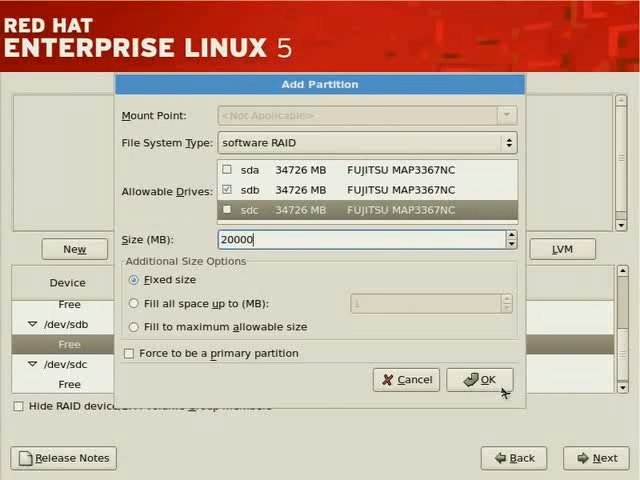 RED HAT
ENTERPRISE LINUX 5
Add Partition
Mount Point: <Not Applicable>
File System Type: software RAID
sda 34726 MB FUJITSU MAP3367NC
Allowable Drives: sdb 34726 MB FUJITSU MAP3367NC
sdc 34726 MB FUJITSU MAP3367NC
Size (MB): 20000
New
LVM
Additional Size Options
Device
Fixed size
Free
Fill all space up to (MB): 1
/dev/sdb
Fill to maximum allowable size
Free
Force to be a primary partition
/dev/sdc
Free
Cancel
OK
Hide RAID device
Release Notes
Back
Next